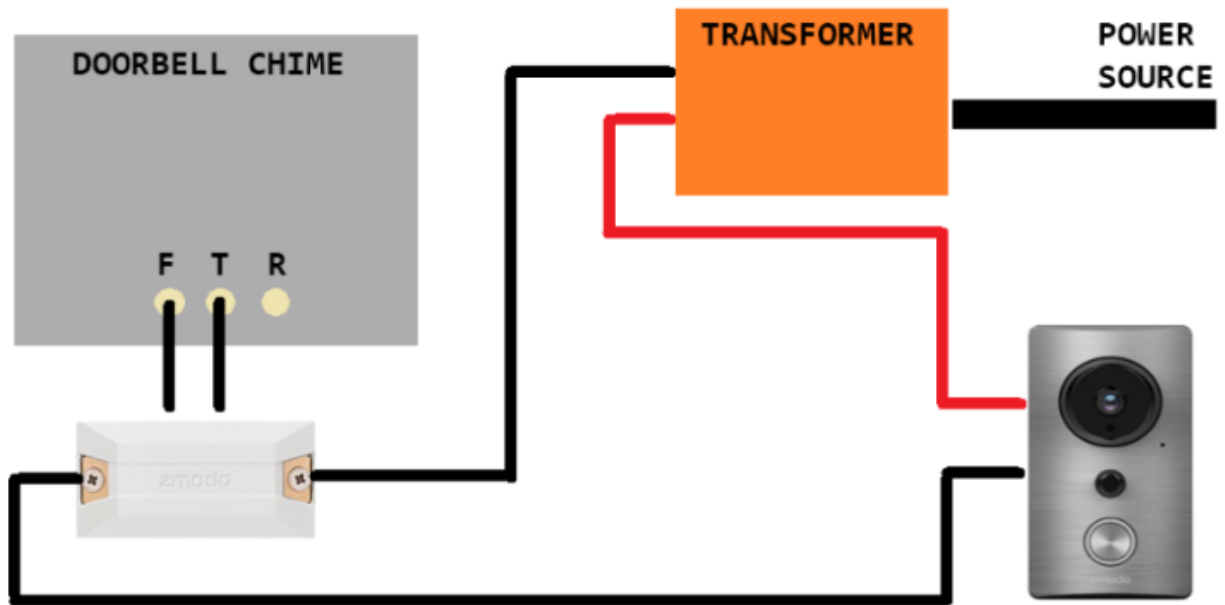 DOORBELL CHIME
TRANSFORMER
POWER
SOURCE
F T R
zmodo
zmodo